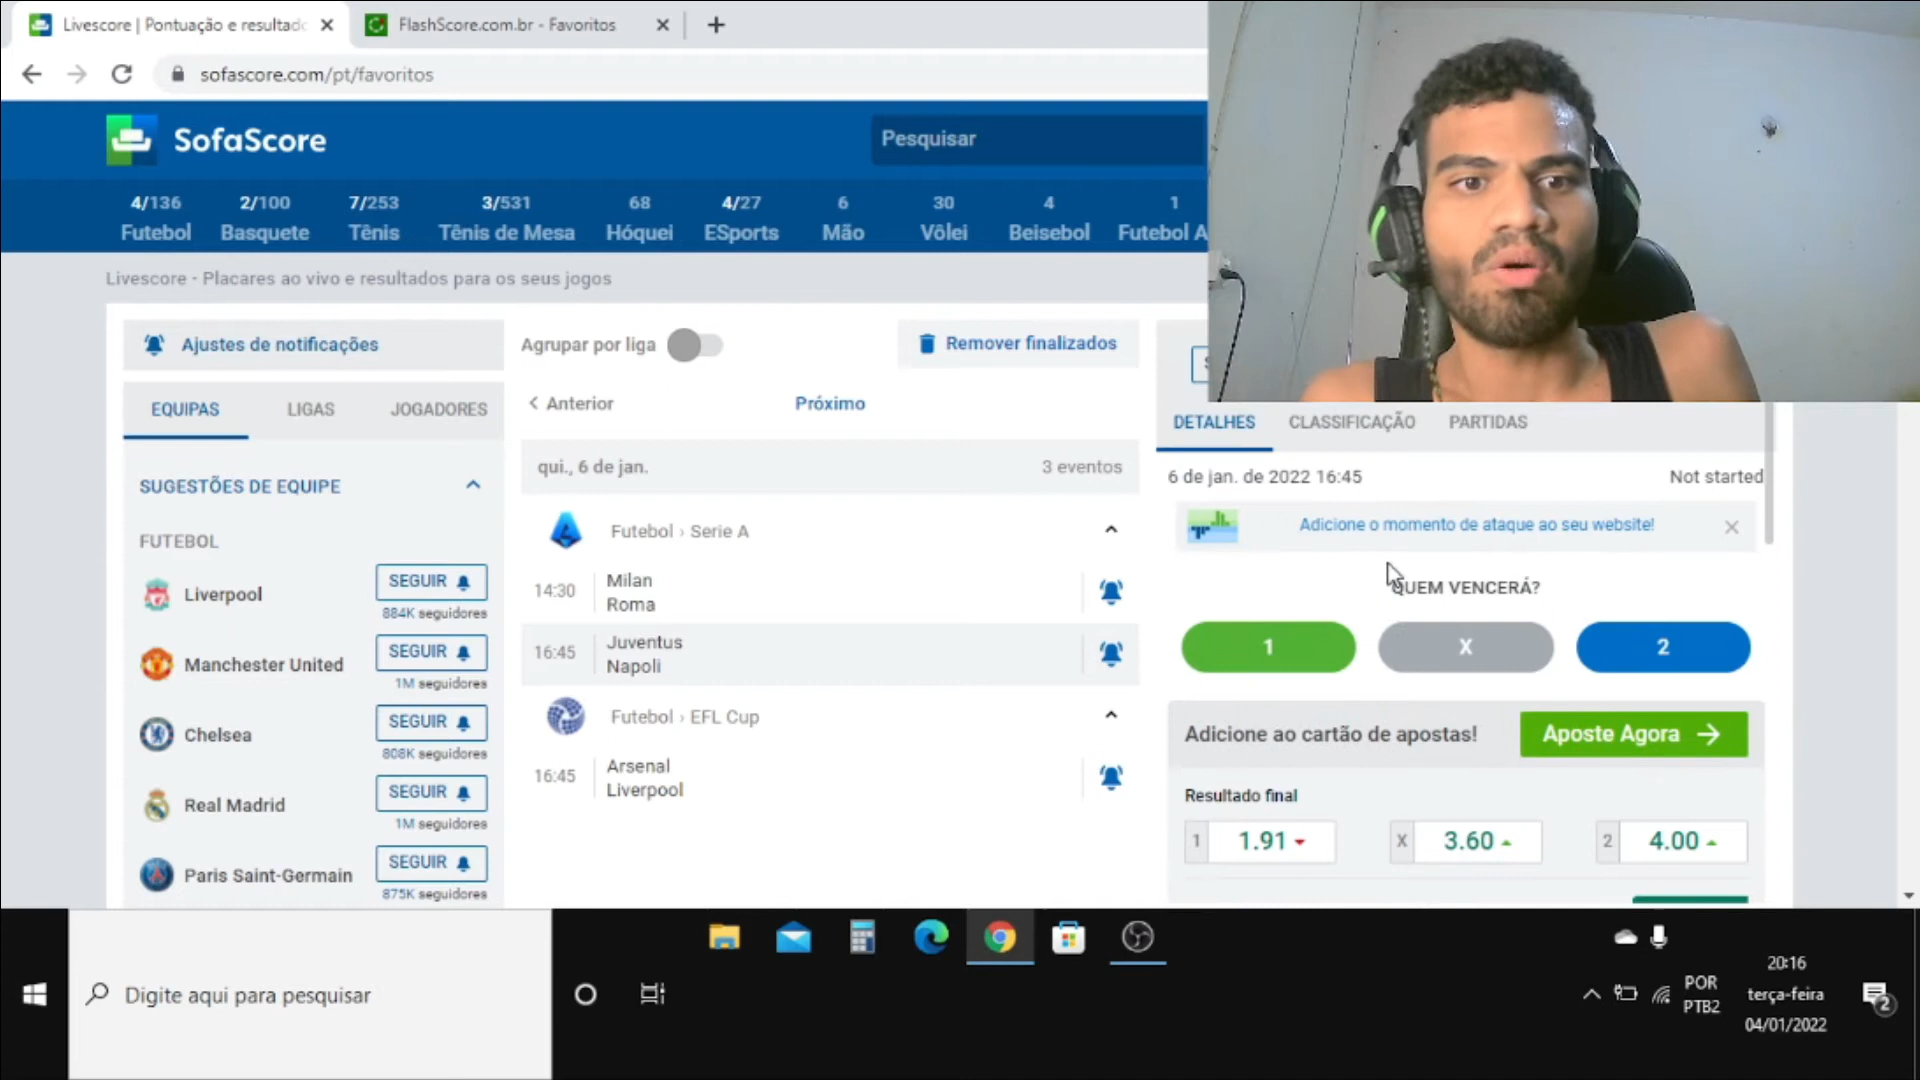 Livescore | Pontuação e resultado
FlashScore.com.br - Favoritos
sofascore.com/pt/favoritos
SofaScore
Pesquisar
4/136 2/100 7/253 3/531 68 4/27 6 30 4 1
Futebol Basquete Tênis Tênis de Mesa Hóquei ESports Mão Vôlei Beisebol Futebol A
Livescore - Placares ao vivo e resultados para os seus jogos
Ajustes de notificações
EQUIPAS LIGAS JOGADORES
SUGESTÕES DE EQUIPE
FUTEBOL
Liverpool SEGUIR
884K seguidores
Manchester United SEGUIR
1M seguidores
Chelsea SEGUIR
808K seguidores
Real Madrid SEGUIR
1M seguidores
Paris Saint-Germain SEGUIR
875K seguidores
Agrupar por liga
Remover finalizados
Anterior
Próximo
qui., 6 de jan. 3 eventos
Futebol › Serie A
14:30 Milan
Roma
16:45 Juventus
Napoli
Futebol › EFL Cup
16:45 Arsenal
Liverpool
DETALHES CLASSIFICAÇÃO PARTIDAS
6 de jan. de 2022 16:45 Not started
Adicione o momento de ataque ao seu website!
QUEM VENCERÁ?
1 X 2
Adicione ao cartão de apostas! Aposte Agora
Resultado final
1 1.91 X 3.60 2 4.00
Digite aqui para pesquisar
POR
PTB2
20:16
terça-feira
04/01/2022
2